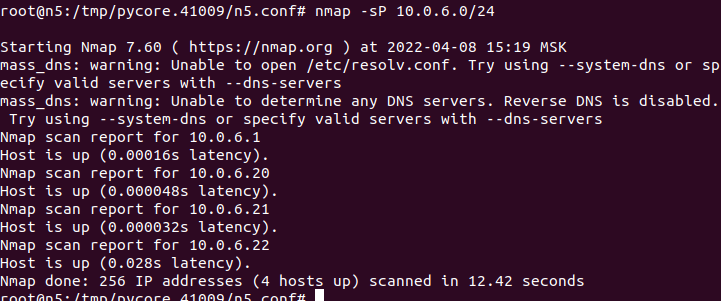 root@n5:/tmp/pycore.41009/n5.conf# nmap -sP 10.0.6.0/24
Starting Nmap 7.60 ( https://nmap.org ) at 2022-04-08 15:19 MSK
mass_dns: warning: Unable to open /etc/resolv.conf. Try using --system-dns or sp
ecify valid servers with --dns-servers
mass_dns: warning: Unable to determine any DNS servers. Reverse DNS is disabled.
 Try using --system-dns or specify valid servers with --dns-servers
Nmap scan report for 10.0.6.1
Host is up (0.00016s latency).
Nmap scan report for 10.0.6.20
Host is up (0.000048s latency).
Nmap scan report for 10.0.6.21
Host is up (0.000032s latency).
Nmap scan report for 10.0.6.22
Host is up (0.028s latency).
Nmap done: 256 IP addresses (4 hosts up) scanned in 12.42 seconds
root@n5:/tmp/pycore.41009/n5.conf#